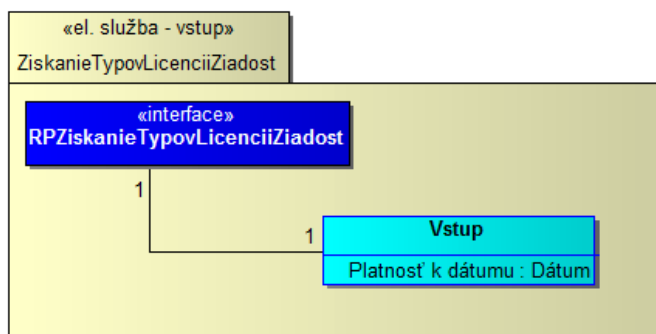 «el. služba - vstup»
ZiskanieTypovLicenciiZiadost
«interface»
RPZiskanieTypovLicenciiZiadost
1
1
Vstup
Platnosť k dátumu : Dátum